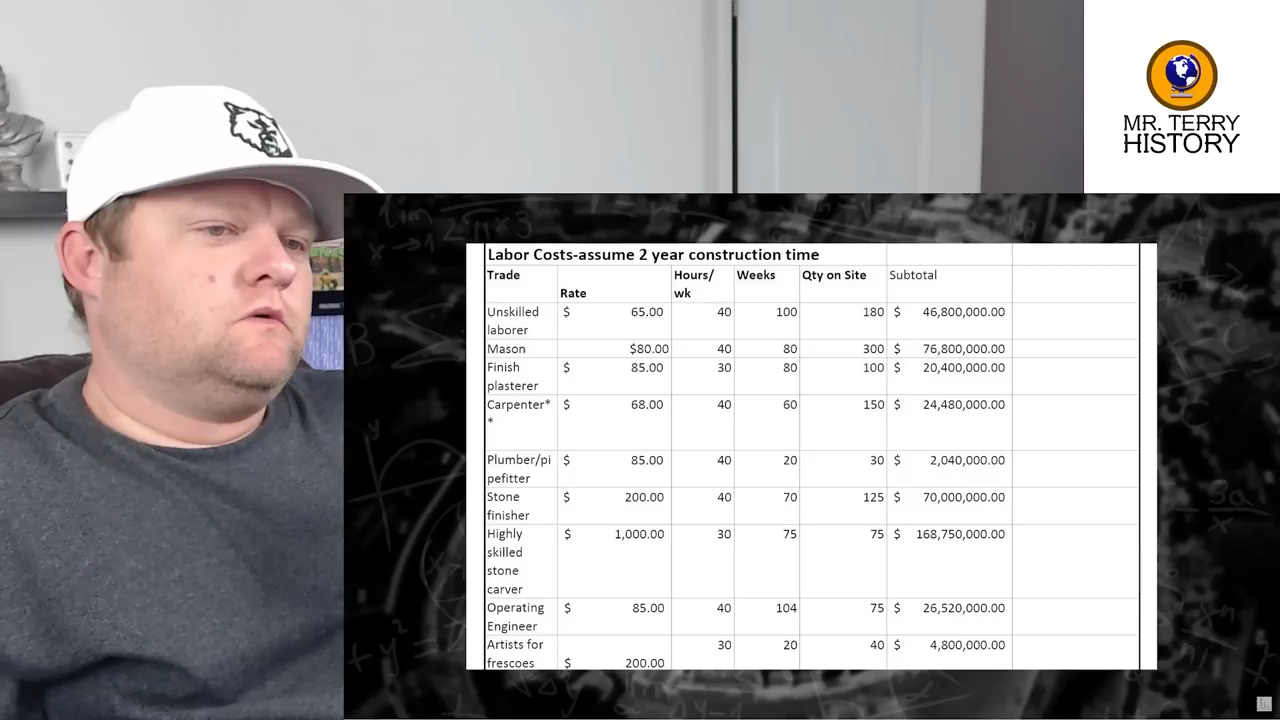 MR. TERRY
HISTORY
Labor Costs-assume 2 year construction time
Trade Rate Hours/wk Weeks Qty on Site Subtotal
Unskilled laborer $ 65.00 40 100 180 $ 46,800,000.00
Mason $80.00 40 80 300 $ 76,800,000.00
Finish plasterer $ 85.00 30 80 100 $ 20,400,000.00
Carpenter** $ 68.00 40 60 150 $ 24,480,000.00
Plumber/pipefitter $ 85.00 40 20 30 $ 2,040,000.00
Stone finisher $ 200.00 40 70 125 $ 70,000,000.00
Highly skilled stone carver $ 1,000.00 30 75 75 $ 168,750,000.00
Operating Engineer $ 85.00 40 104 75 $ 26,520,000.00
Artists for frescoes $ 200.00 30 20 40 $ 4,800,000.00